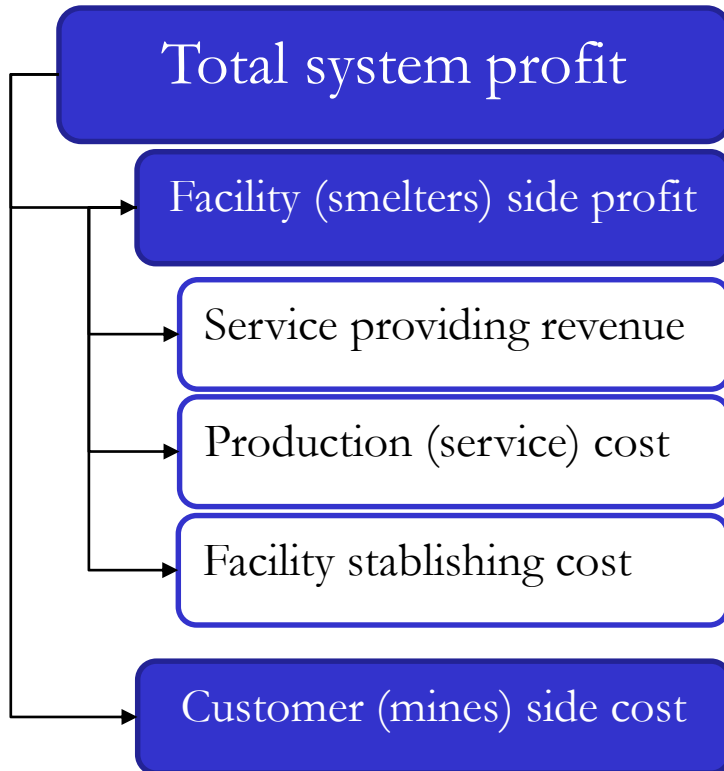 Total system profit
Facility (smelters) side profit
Service providing revenue
Production (service) cost
Facility stablishing cost
Customer (mines) side cost